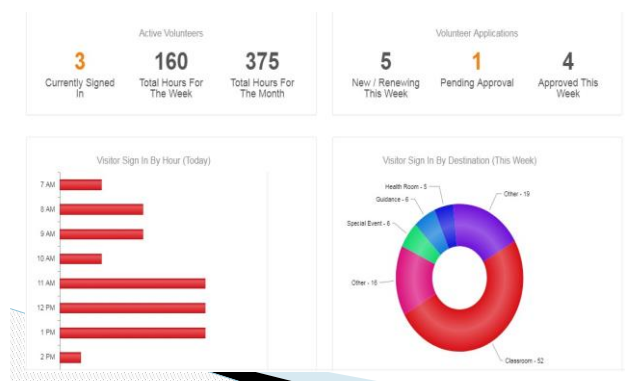 Active Volunteers
3
Currently Signed
In
160
Total Hours For
The Week
375
Total Hours For
The Month
Volunteer Applications
5
New / Renewing
This Week
1
Pending Approval
4
Approved This
Week
Visitor Sign In By Hour (Today)
7 AM
8 AM
9 AM
10 AM
11 AM
12 PM
1 PM
2 PM
Visitor Sign In By Destination (This Week)
Health Room - 5
Guidance - 6
Special Event - 6
Other - 16
Other - 19
Classroom - 52